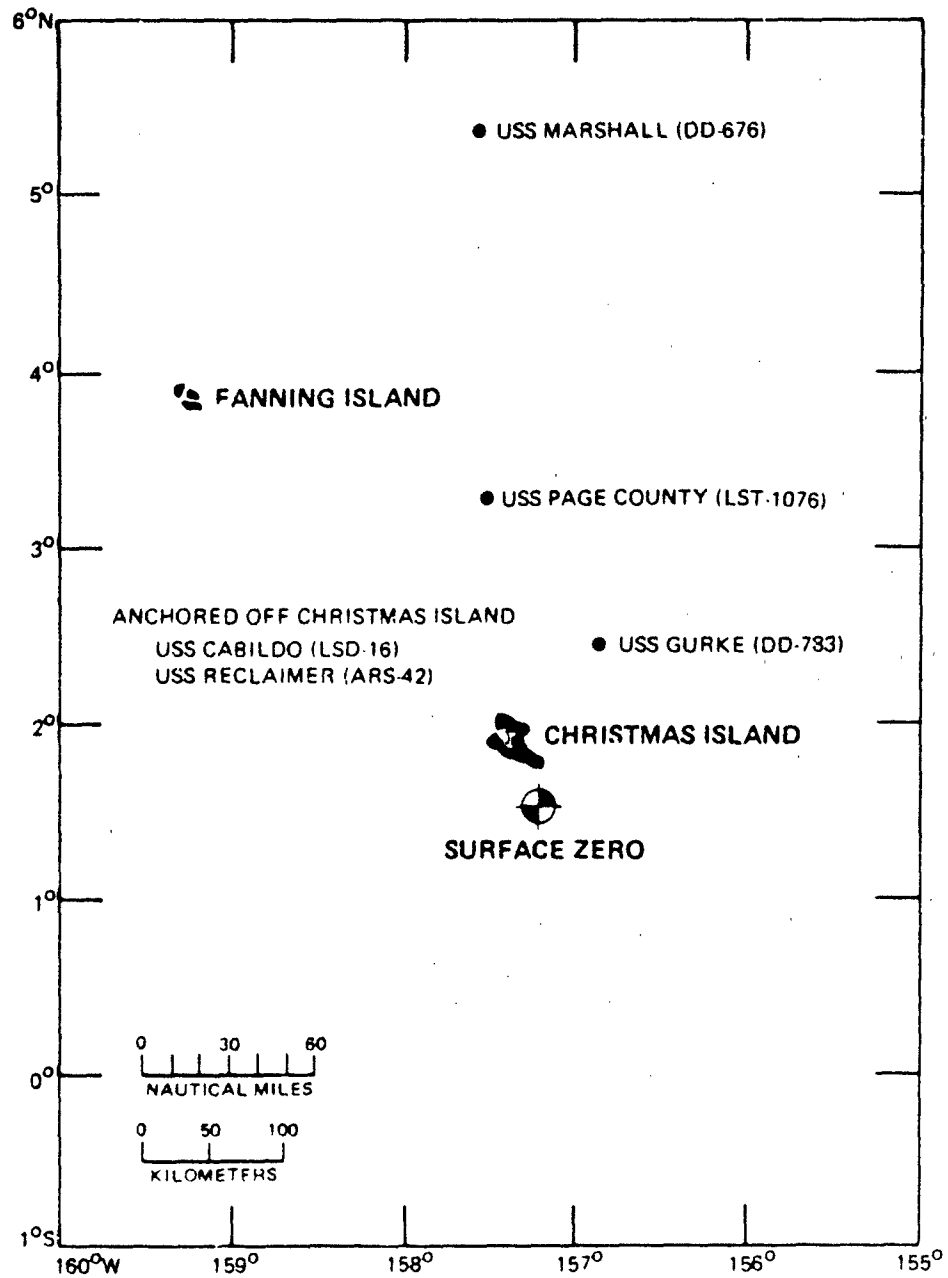 6°N
USS MARSHALL (DD-676)
5°
4°
FANNING ISLAND
USS PAGE COUNTY (LST-1076)
3°
ANCHORED OFF CHRISTMAS ISLAND
USS CABILDO (LSD-16)
USS RECLAIMER (ARS-42)
USS GURKE (DD-783)
2°
CHRISTMAS ISLAND
SURFACE ZERO
1°
0 30 60
NAUTICAL MILES
0°
0 50 100
KILOMETERS
1°S
160°W 159° 158° 157° 156° 155°